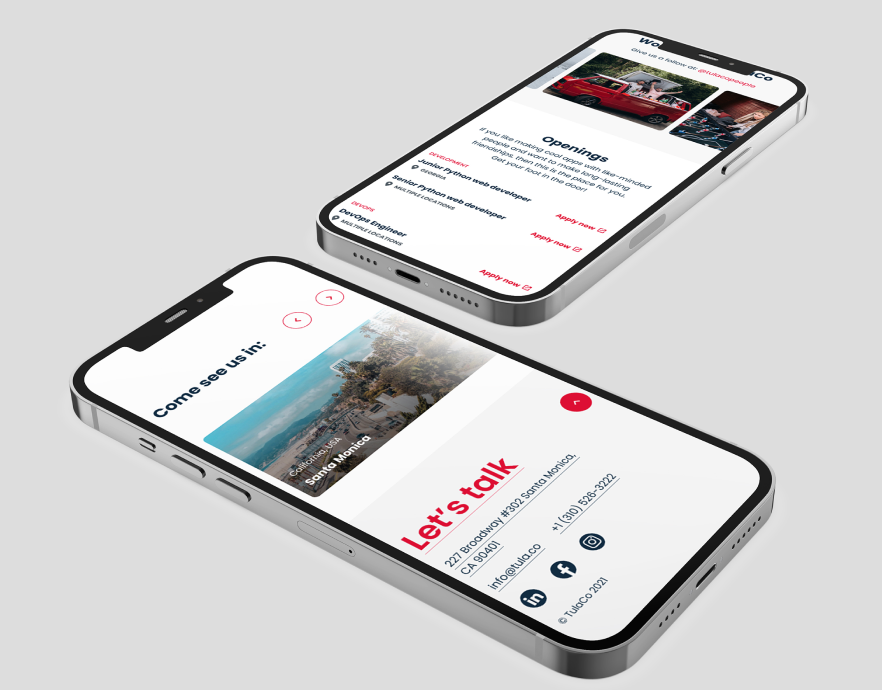 Give us a follow at: @tulacopeople
Openings
If you like making cool apps with like-minded
people and want to make long-lasting
friendships, then this is the place for you.
Get your foot in the door!
DEVELOPMENT
Junior Python web developer
GEORGIA
Apply now
Senior Python web developer
MULTIPLE LOCATIONS
Apply now
DEVOPS
DevOps Engineer
MULTIPLE LOCATIONS
Apply now
Come see us in:
California, USA
Santa Monica
Let's talk
227 Broadway #302 Santa Monica,
CA 90401
+1 (310) 526-3222
info@tula.co
in
© TulaCo 2021